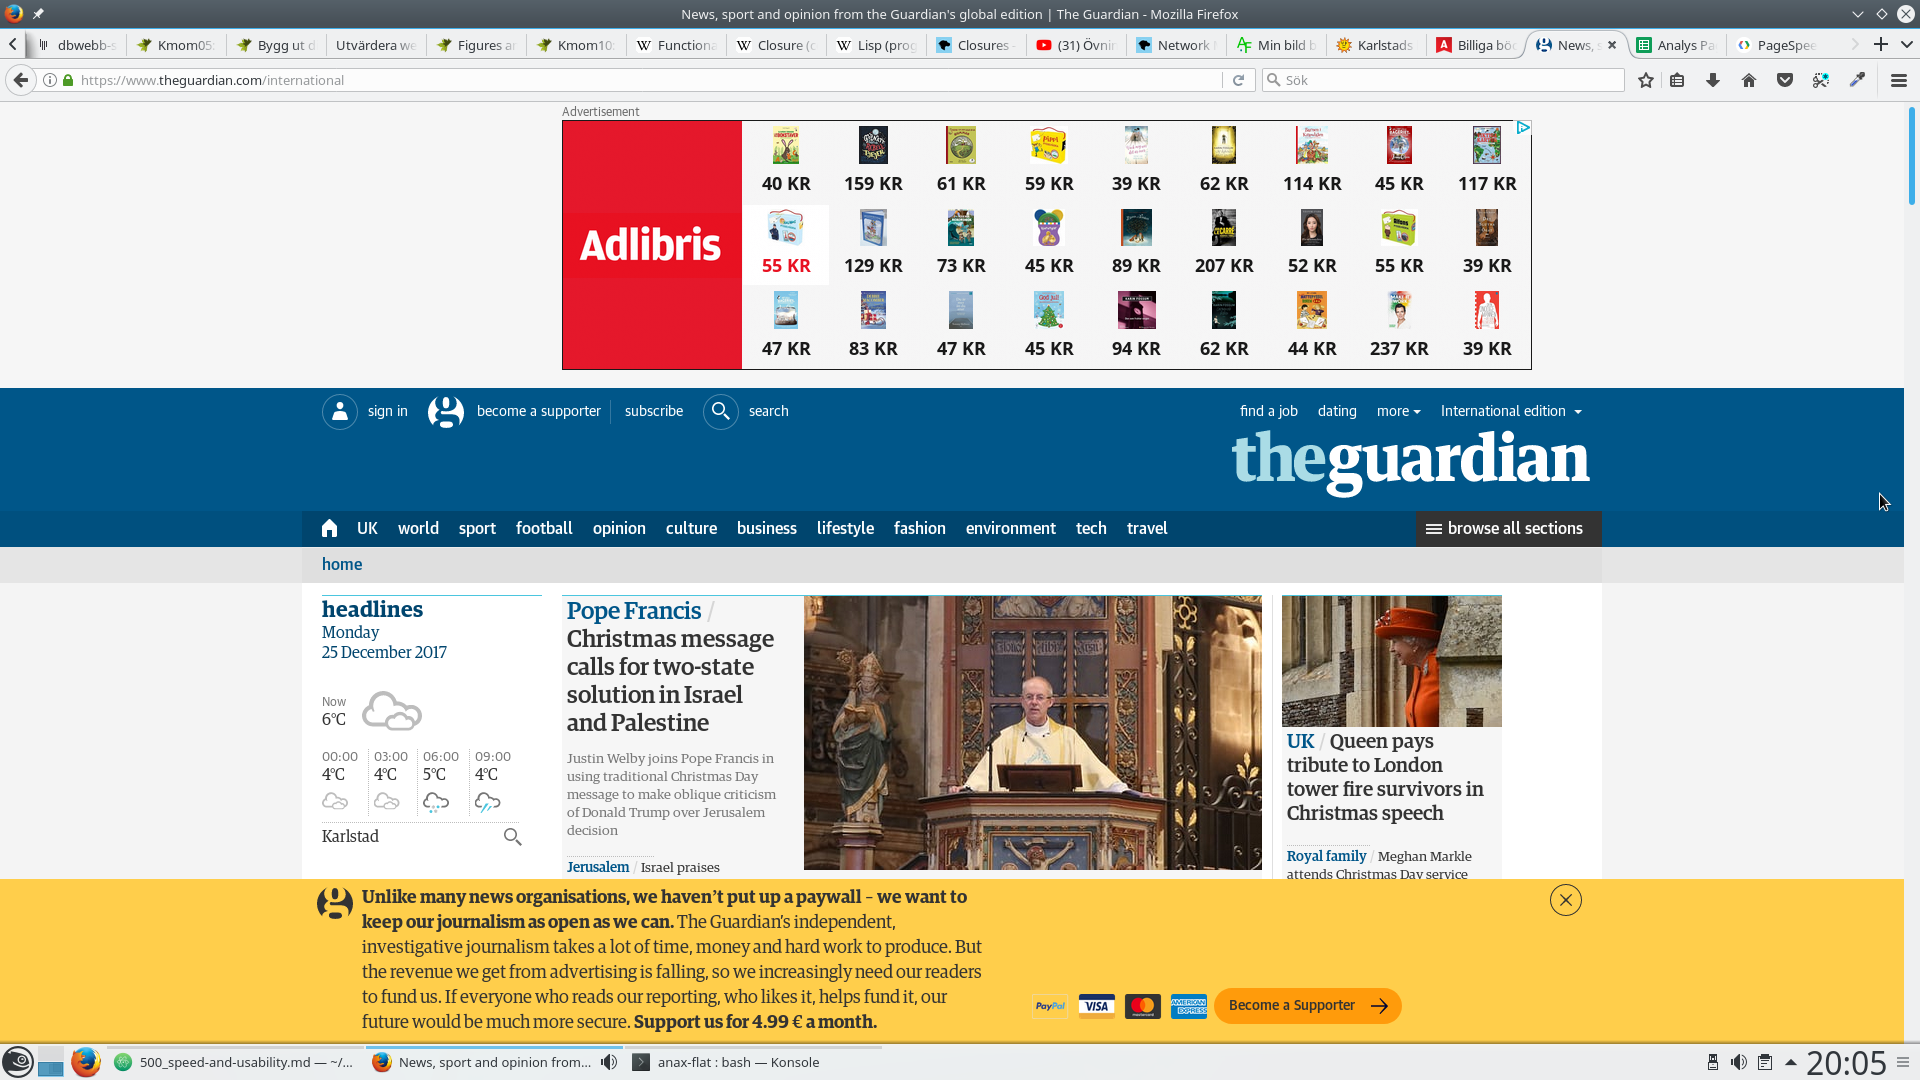 News, sport and opinion from the Guardian's global edition | The Guardian - Mozilla Firefox
dbwebb-s
Kmom05:
Bygg ut d
Utvärdera we
Figures an
Kmom10:
Functiona
Closure (c
Lisp (prog
Closures -
(31) Övnin
Network
Min bild b
Karlstads
Billiga böc
News, s
Analys Pa
PageSpee
https://www.theguardian.com/international
Sök
Advertisement
Adlibris
40 KR 159 KR 61 KR 59 KR 39 KR 62 KR 114 KR 45 KR 117 KR
55 KR 129 KR 73 KR 45 KR 89 KR 207 KR 52 KR 55 KR 39 KR
God jul!
47 KR 83 KR 47 KR 45 KR 94 KR 62 KR 44 KR 237 KR 39 KR
sign in
become a supporter
subscribe
search
find a job
dating
more
International edition
theguardian
UK world sport football opinion culture business lifestyle fashion environment tech travel
browse all sections
home
headlines
Monday
25 December 2017
Now
6°C
00:00 03:00 06:00 09:00
4°C 4°C 5°C 4°C
Karlstad
Pope Francis /
Christmas message
calls for two-state
solution in Israel
and Palestine
Justin Welby joins Pope Francis in
using traditional Christmas Day
message to make oblique criticism
of Donald Trump over Jerusalem
decision
Jerusalem / Israel praises
UK / Queen pays
tribute to London
tower fire survivors in
Christmas speech
Royal family / Meghan Markle
attends Christmas Day service
Unlike many news organisations, we haven't put up a paywall – we want to
keep our journalism as open as we can. The Guardian's independent,
investigative journalism takes a lot of time, money and hard work to produce. But
the revenue we get from advertising is falling, so we increasingly need our readers
to fund us. If everyone who reads our reporting, who likes it, helps fund it, our
future would be much more secure. Support us for 4.99 € a month.
PayPal
VISA
mastercard
AMERICAN EXPRESS
Become a Supporter
500_speed-and-usability.md — ~/...
News, sport and opinion from...
anax-flat : bash — Konsole
20:05